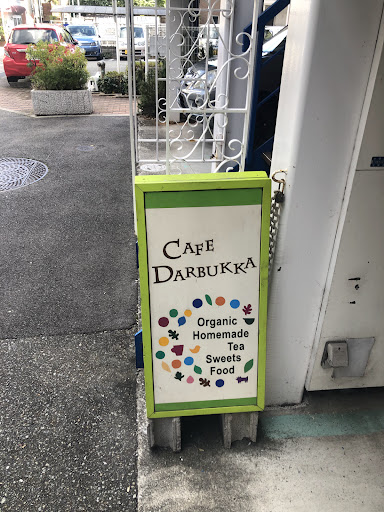 CAFE
DARBUKKA
Organic
Homemade
Tea
Sweets
Food